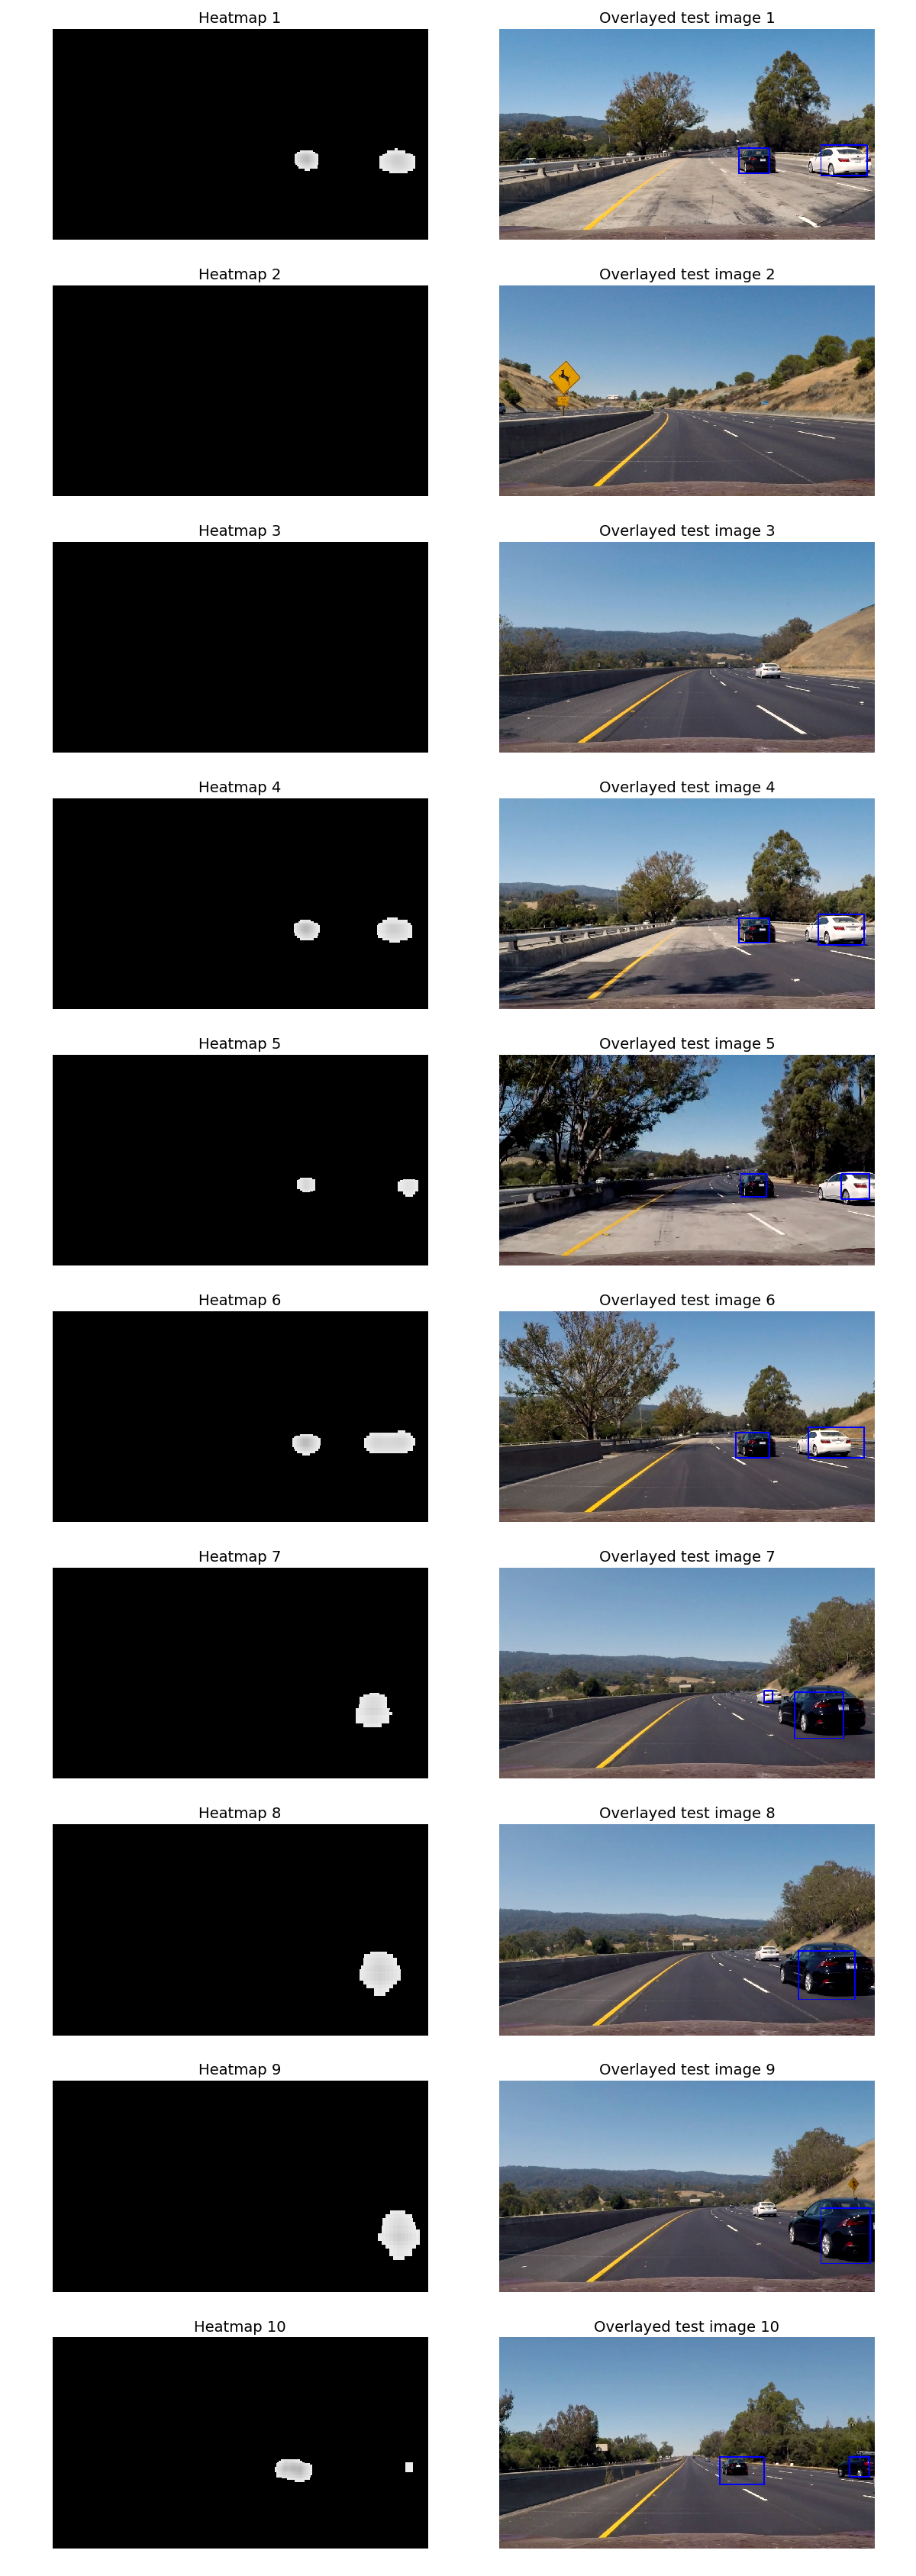 Heatmap 1
Overlayed test image 1
Heatmap 2
Overlayed test image 2
Heatmap 3
Overlayed test image 3
Heatmap 4
Overlayed test image 4
Heatmap 5
Overlayed test image 5
Heatmap 6
Overlayed test image 6
Heatmap 7
Overlayed test image 7
Heatmap 8
Overlayed test image 8
Heatmap 9
Overlayed test image 9
Heatmap 10
Overlayed test image 10